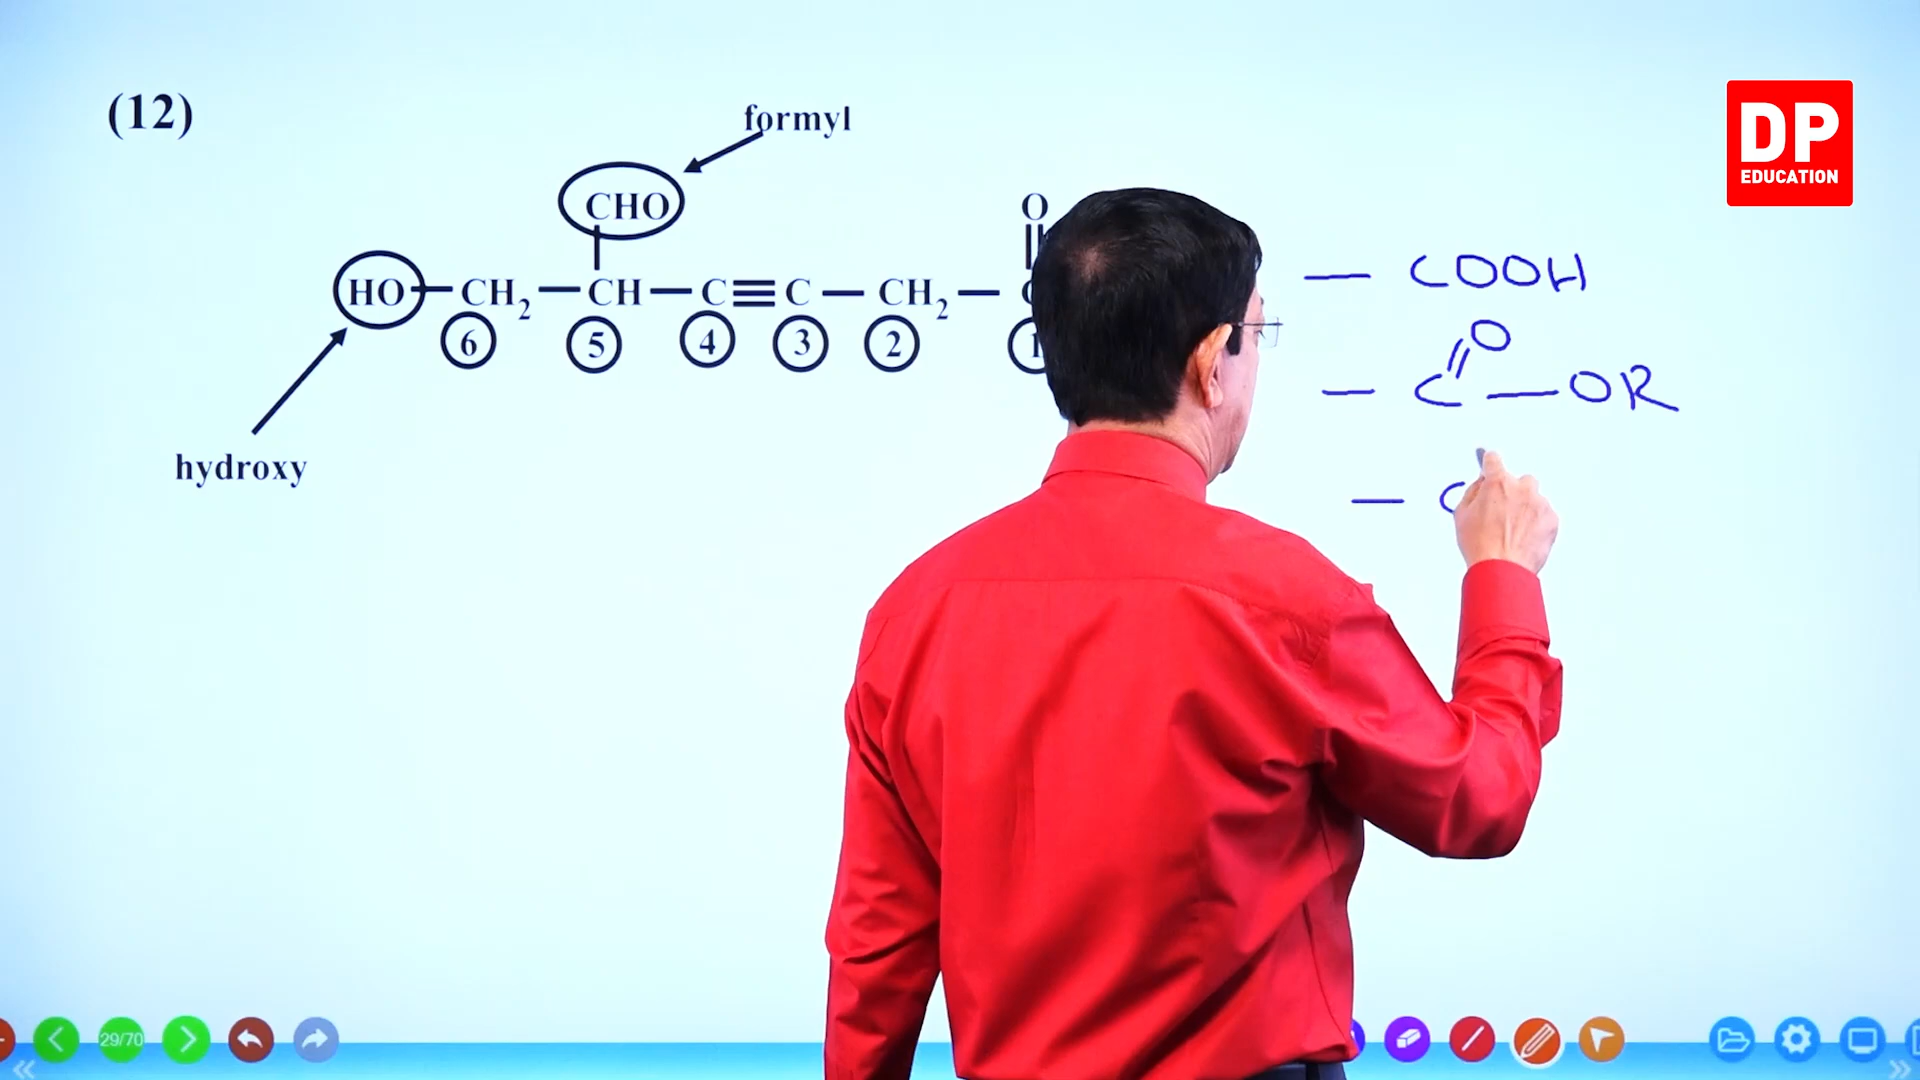 (12)
formyl
DP
EDUCATION
CHO
O
HO — CH₂ — CH — C ≡ C — CH₂ —
6 5 4 3 2 1
hydroxy
— COOH
O
— C — OR
— C
29/70